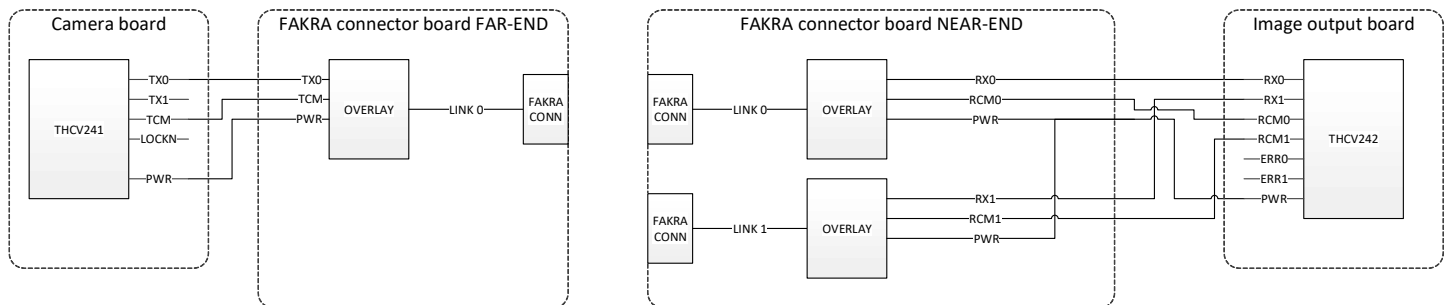 Camera board
THCV241
TX0
TX1
TCM
LOCKN
PWR
FAKRA connector board FAR-END
TX0
TCM
PWR
OVERLAY
LINK 0
FAKRA
CONN
FAKRA connector board NEAR-END
FAKRA
CONN
LINK 0
OVERLAY
RX0
RCM0
PWR
FAKRA
CONN
LINK 1
OVERLAY
RX1
RCM1
PWR
Image output board
RX0
RX1
RCM0
RCM1
ERR0
ERR1
PWR
THCV242